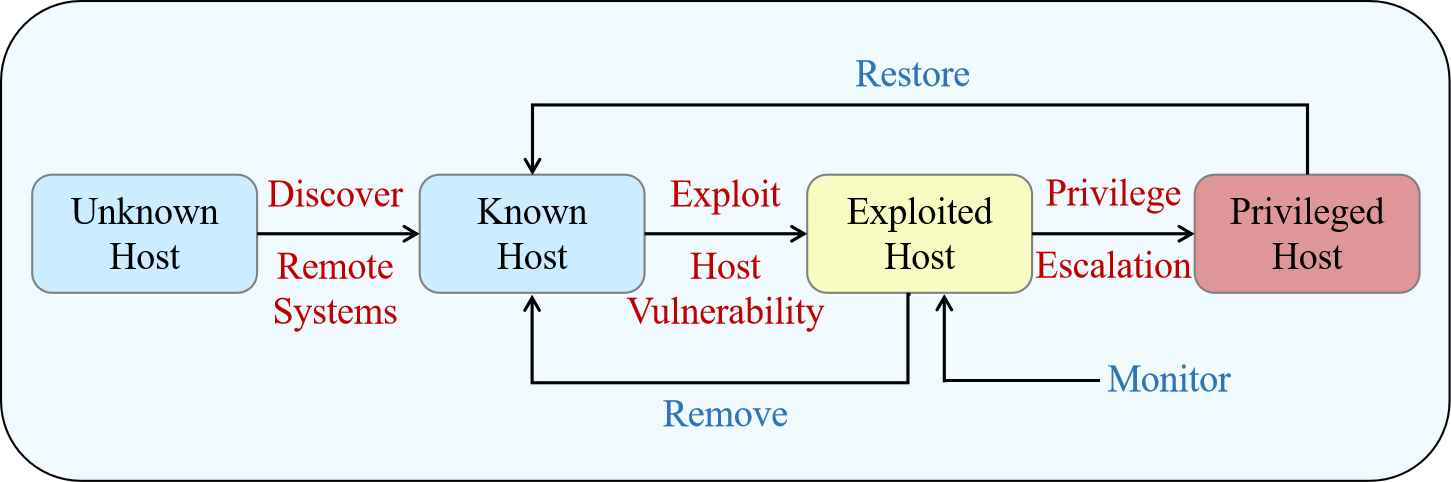 Restore
Unknown
Host
Discover
Remote
Systems
Known
Host
Exploit
Host
Vulnerability
Exploited
Host
Privilege
Escalation
Privileged
Host
Remove
Monitor